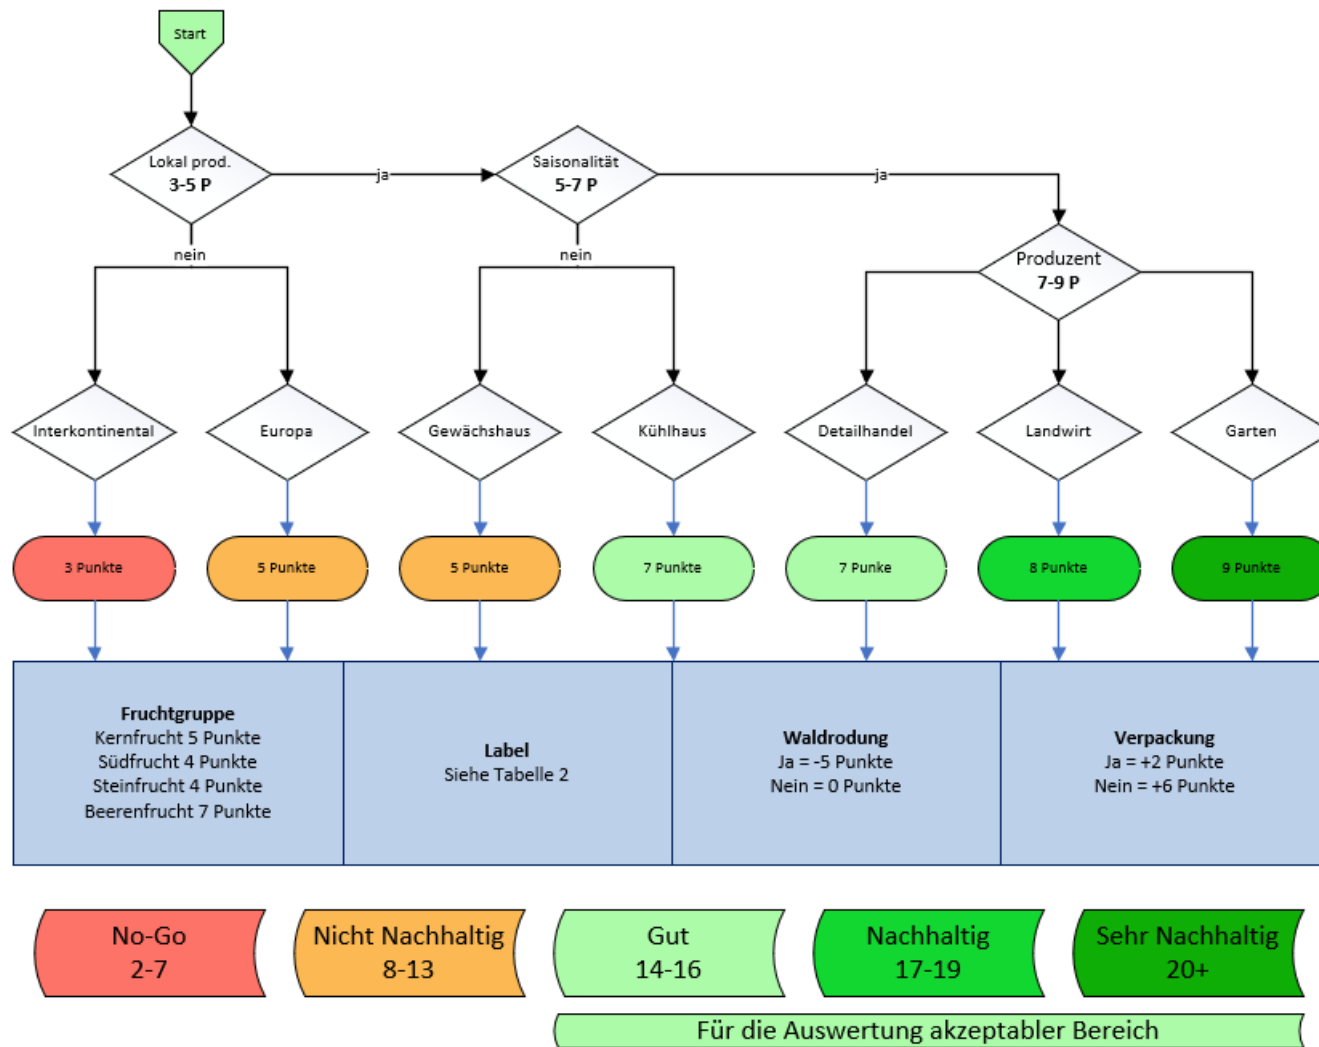 Start
Lokal prod.
3-5 P
ja
Saisonalität
5-7 P
ja
nein
nein
Produzent
7-9 P
Interkontinental
Europa
Gewächshaus
Kühlhaus
Detailhandel
Landwirt
Garten
3 Punkte
5 Punkte
5 Punkte
7 Punkte
7 Punke
8 Punkte
9 Punkte
Fruchtgruppe
Kernfrucht 5 Punkte
Südfrucht 4 Punkte
Steinfrucht 4 Punkte
Beerenfrucht 7 Punkte
Label
Siehe Tabelle 2
Waldrodung
Ja = -5 Punkte
Nein = 0 Punkte
Verpackung
Ja = +2 Punkte
Nein = +6 Punkte
No-Go
2-7
Nicht Nachhaltig
8-13
Gut
14-16
Nachhaltig
17-19
Sehr Nachhaltig
20+
Für die Auswertung akzeptabler Bereich